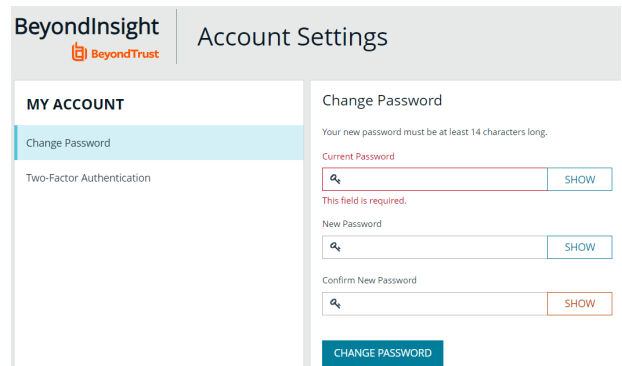 BeyondInsight
BeyondTrust
Account Settings
MY ACCOUNT
Change Password
Two-Factor Authentication
Change Password
Your new password must be at least 14 characters long.
Current Password
SHOW
This field is required.
New Password
SHOW
Confirm New Password
SHOW
CHANGE PASSWORD